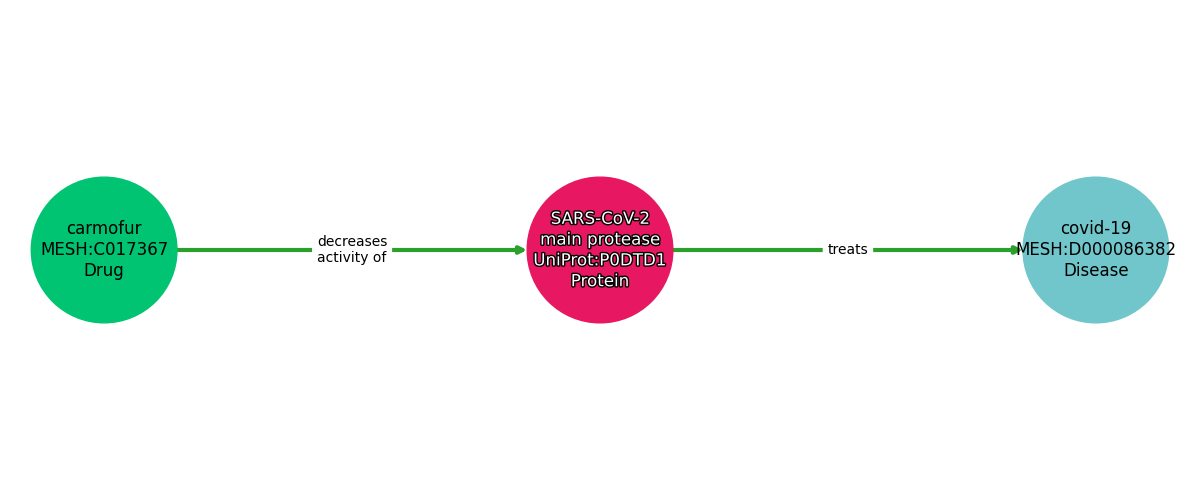 carmofur
MESH:C017367
Drug
decreases
activity of
SARS-CoV-2
main protease
UniProt:P0DTD1
Protein
treats
covid-19
MESH:D000086382
Disease